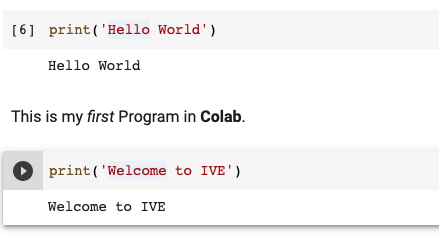 [6] print('Hello World')
Hello World
This is my first Program in Colab.
print('Welcome to IVE')
Welcome to IVE